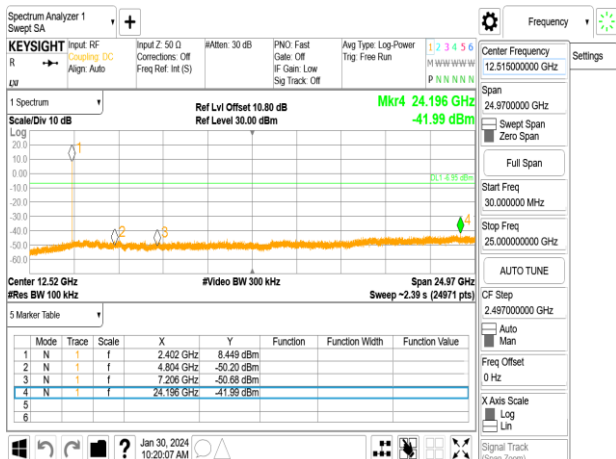 Spectrum Analyzer 1
Swept SA
Frequency
Settings
KEYSIGHT
Input: RF
Coupling: DC
Align: Auto
Input Z: 50 Ω
Corrections: Off
Freq Ref: Int (S)
#Atten: 30 dB
PNO: Fast
Gate: Off
IF Gain: Low
Sig Track: Off
Avg Type: Log-Power
Trig: Free Run
1 2 3 4 5 6
M W W W W W
P N N N N N
R
LXI
1 Spectrum
Scale/Div 10 dB
Ref Lvl Offset 10.80 dB
Ref Level 30.00 dBm
Mkr4 24.196 GHz
-41.99 dBm
Log
20.0
10.0
0.00
-10.0
-20.0
-30.0
-40.0
-50.0
-60.0
1
2
3
4
DL1 -6.95 dBm
Center 12.52 GHz
#Video BW 300 kHz
Span 24.97 GHz
#Res BW 100 kHz
Sweep ~2.39 s (24971 pts)
5 Marker Table
Mode Trace Scale X Y Function Function Width Function Value
1 N 1 f 2.402 GHz 8.449 dBm
2 N 1 f 4.804 GHz -50.20 dBm
3 N 1 f 7.206 GHz -50.68 dBm
4 N 1 f 24.196 GHz -41.99 dBm
5
6
?
Jan 30, 2024
10:20:07 AM
Center Frequency
12.515000000 GHz
Span
24.9700000 GHz
Swept Span
Zero Span
Full Span
Start Freq
30.000000 MHz
Stop Freq
25.000000000 GHz
AUTO TUNE
CF Step
2.497000000 GHz
Auto
Man
Freq Offset
0 Hz
X Axis Scale
Log
Lin
Signal Track
(Span Zoom)